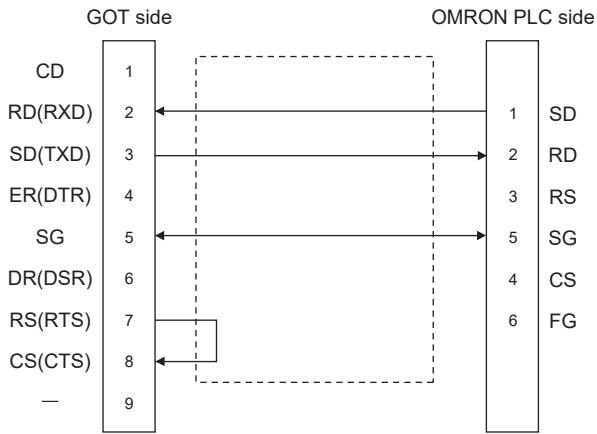 GOT side OMRON PLC side
CD 1
RD(RXD) 2 1 SD
SD(TXD) 3 2 RD
ER(DTR) 4 3 RS
SG 5 5 SG
DR(DSR) 6 4 CS
RS(RTS) 7 6 FG
CS(CTS) 8
— 9